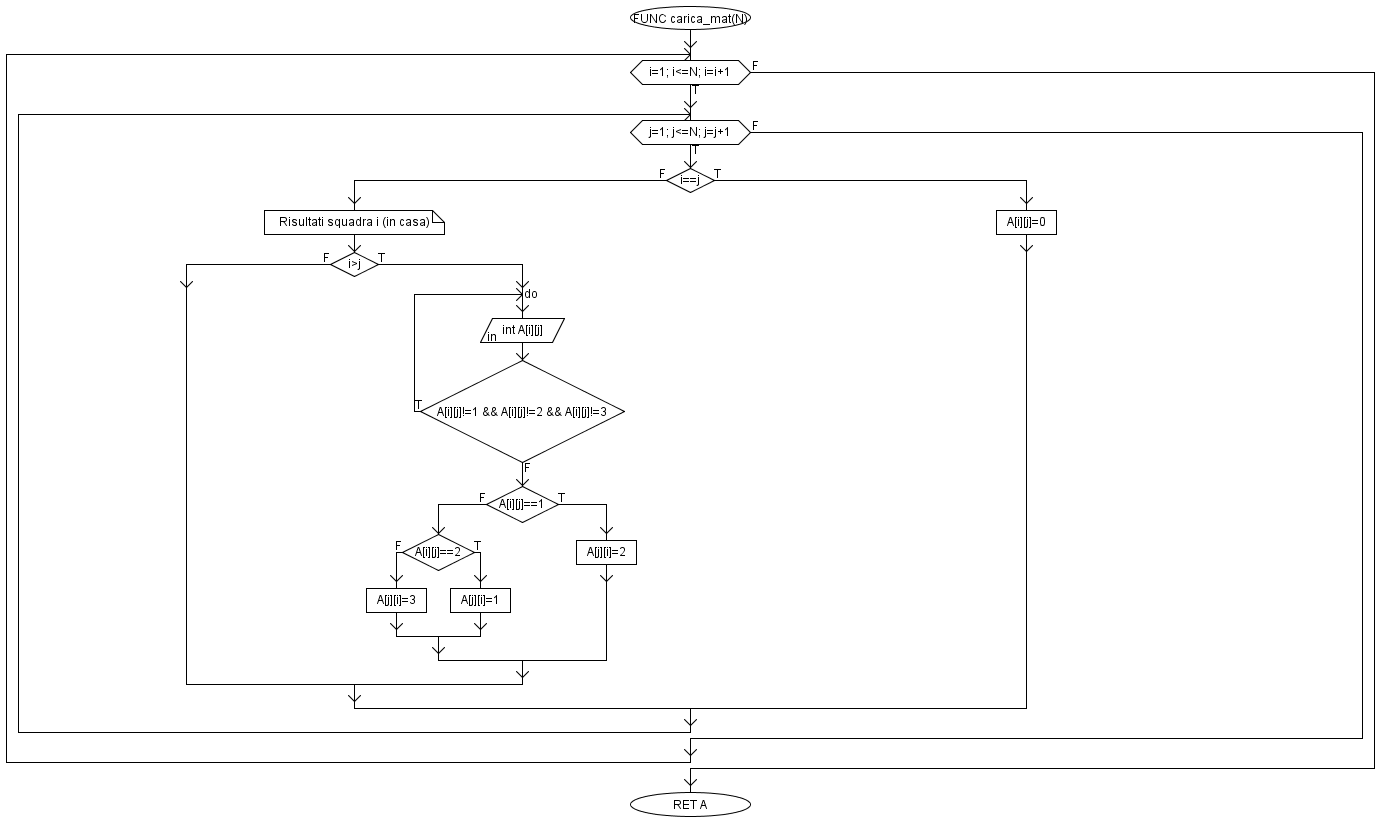 FUNC carica_mat(N)
i=1; i<=N; i=i+1
F
T
j=1; j<=N; j=j+1
F
T
F
i==j
T
Risultati squadra i (in casa)
A[i][j]=0
F
i>j
T
do
in int A[i][j]
T
A[i][j]!=1 && A[i][j]!=2 && A[i][j]!=3
F
F
A[i][j]==1
T
F
A[i][j]==2
T
A[j][i]=2
A[j][i]=3
A[j][i]=1
RET A